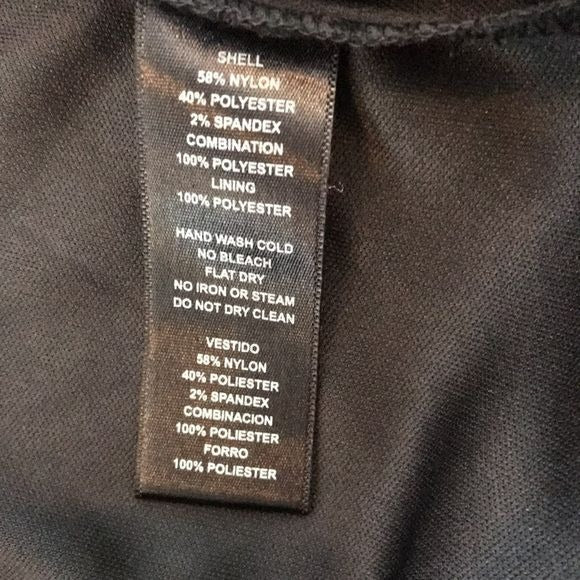 SHELL
58% NYLON
40% POLYESTER
2% SPANDEX
COMBINATION
100% POLYESTER
LINING
100% POLYESTER
HAND WASH COLD
NO BLEACH
FLAT DRY
NO IRON OR STEAM
DO NOT DRY CLEAN
VESTIDO
58% NYLON
40% POLIESTER
2% SPANDEX
COMBINACION
100% POLIESTER
FORRO
100% POLIESTER